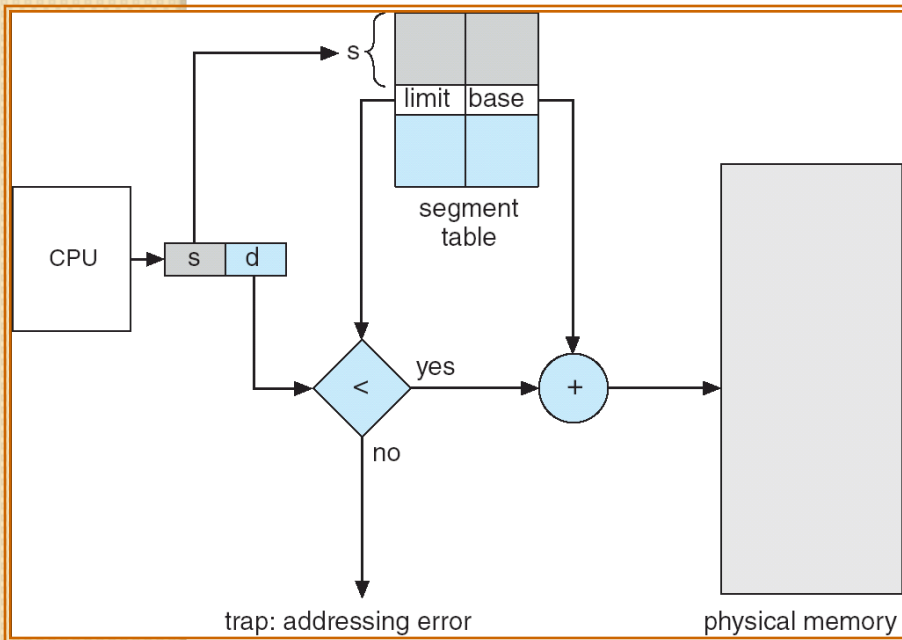 s
limit base
segment
table
CPU
s d
< yes +
no
trap: addressing error
physical memory